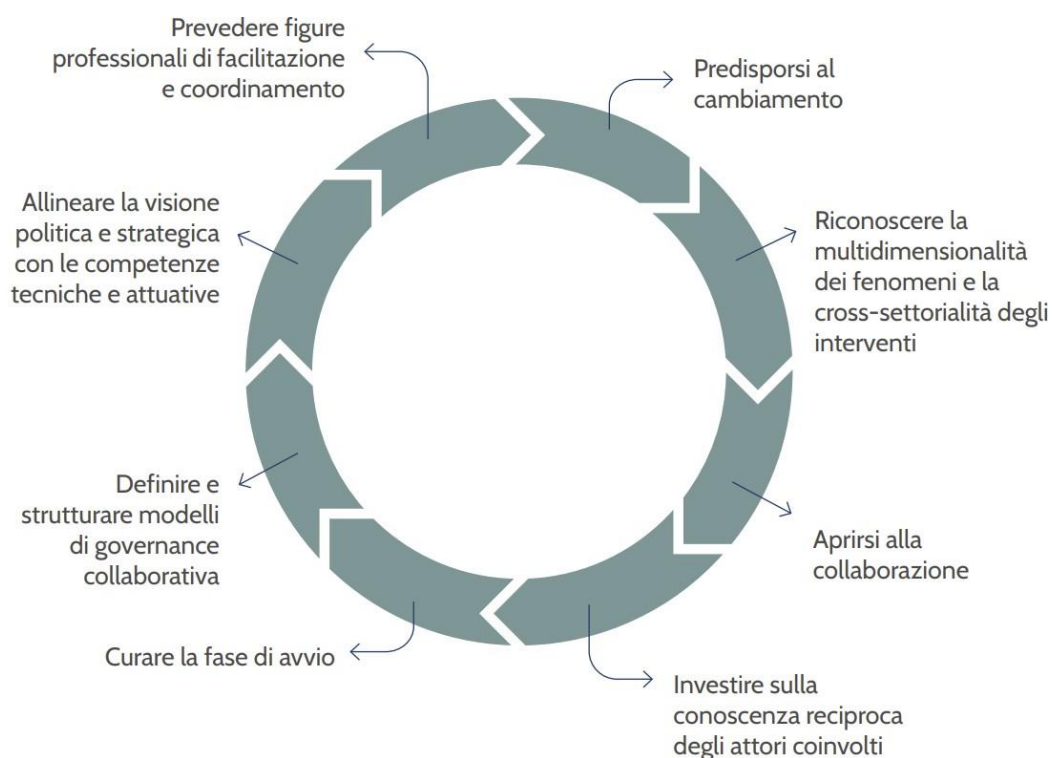 Prevedere figure
professionali di facilitazione
e coordinamento
Predisporsi al
cambiamento
Riconoscere la
multidimensionalità
dei fenomeni e la
cross-settorialità degli
interventi
Aprirsi alla
collaborazione
Investire sulla
conoscenza reciproca
degli attori coinvolti
Curare la fase di avvio
Definire e
strutturare modelli
di governance
collaborativa
Allineare la visione
politica e strategica
con le competenze
tecniche e attuative